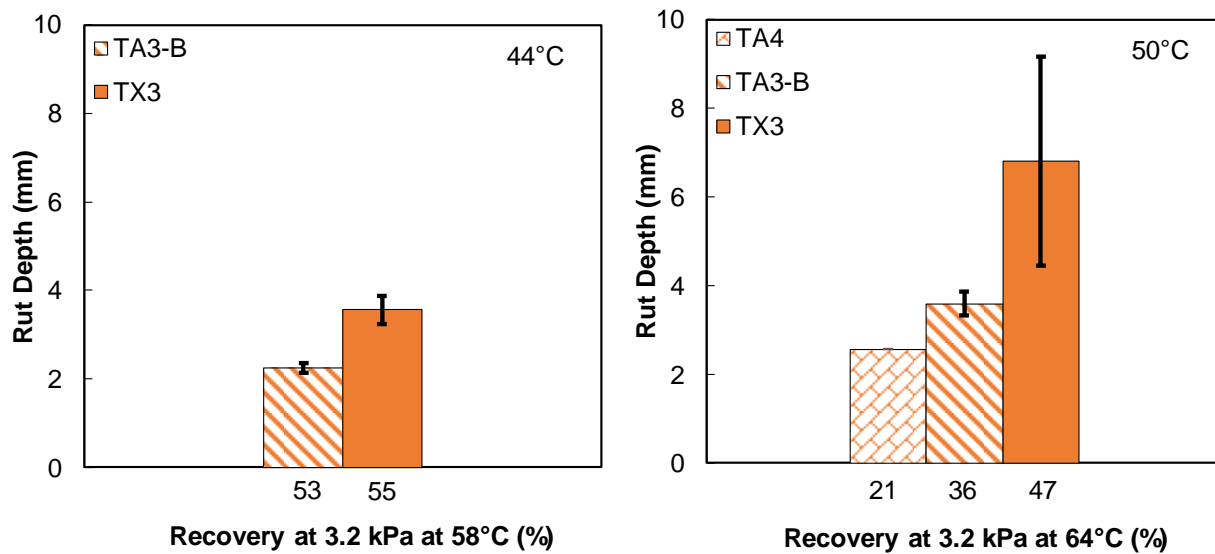 10
8
6
4
2
0
Rut Depth (mm)
TA3-B
TX3
44°C
53 55
Recovery at 3.2 kPa at 58°C (%)
10
8
6
4
2
0
Rut Depth (mm)
TA4
TA3-B
TX3
50°C
21 36 47
Recovery at 3.2 kPa at 64°C (%)